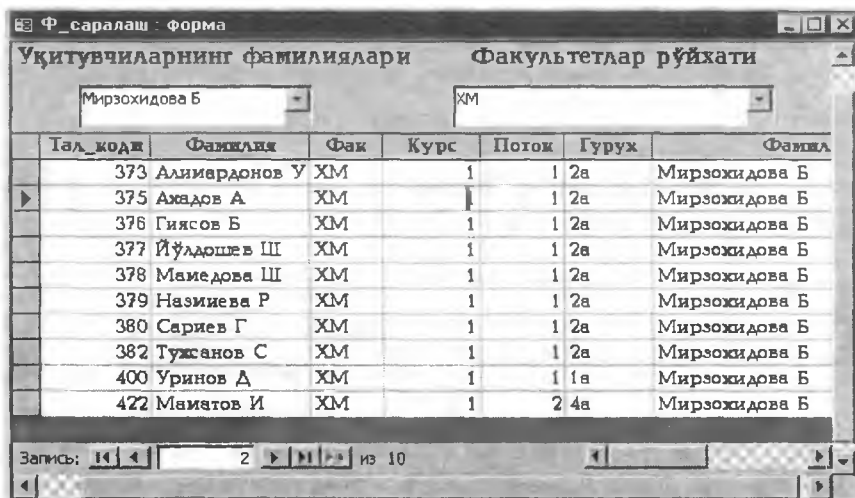 Ф_саралаш : форма
Уқитувчиларнинг фамилиялари Факультетлар рўйхати
Мирзохидова Б ХМ
Тал_коди Фамилия Фак Курс Поток Гурух Фамил
373 Алимардонов У ХМ 1 1 2а Мирзохидова Б
375 Ахадов А ХМ 1 1 2а Мирзохидова Б
376 Гиясов Б ХМ 1 1 2а Мирзохидова Б
377 Йўлдошев Ш ХМ 1 1 2а Мирзохидова Б
378 Мамедова Ш ХМ 1 1 2а Мирзохидова Б
379 Назмиева Р ХМ 1 1 2а Мирзохидова Б
380 Сариев Г ХМ 1 1 2а Мирзохидова Б
382 Тухсанов С ХМ 1 1 2а Мирзохидова Б
400 Уринов Д ХМ 1 1 1а Мирзохидова Б
422 Маматов И ХМ 1 2 4а Мирзохидова Б
Запись: 2 из 10